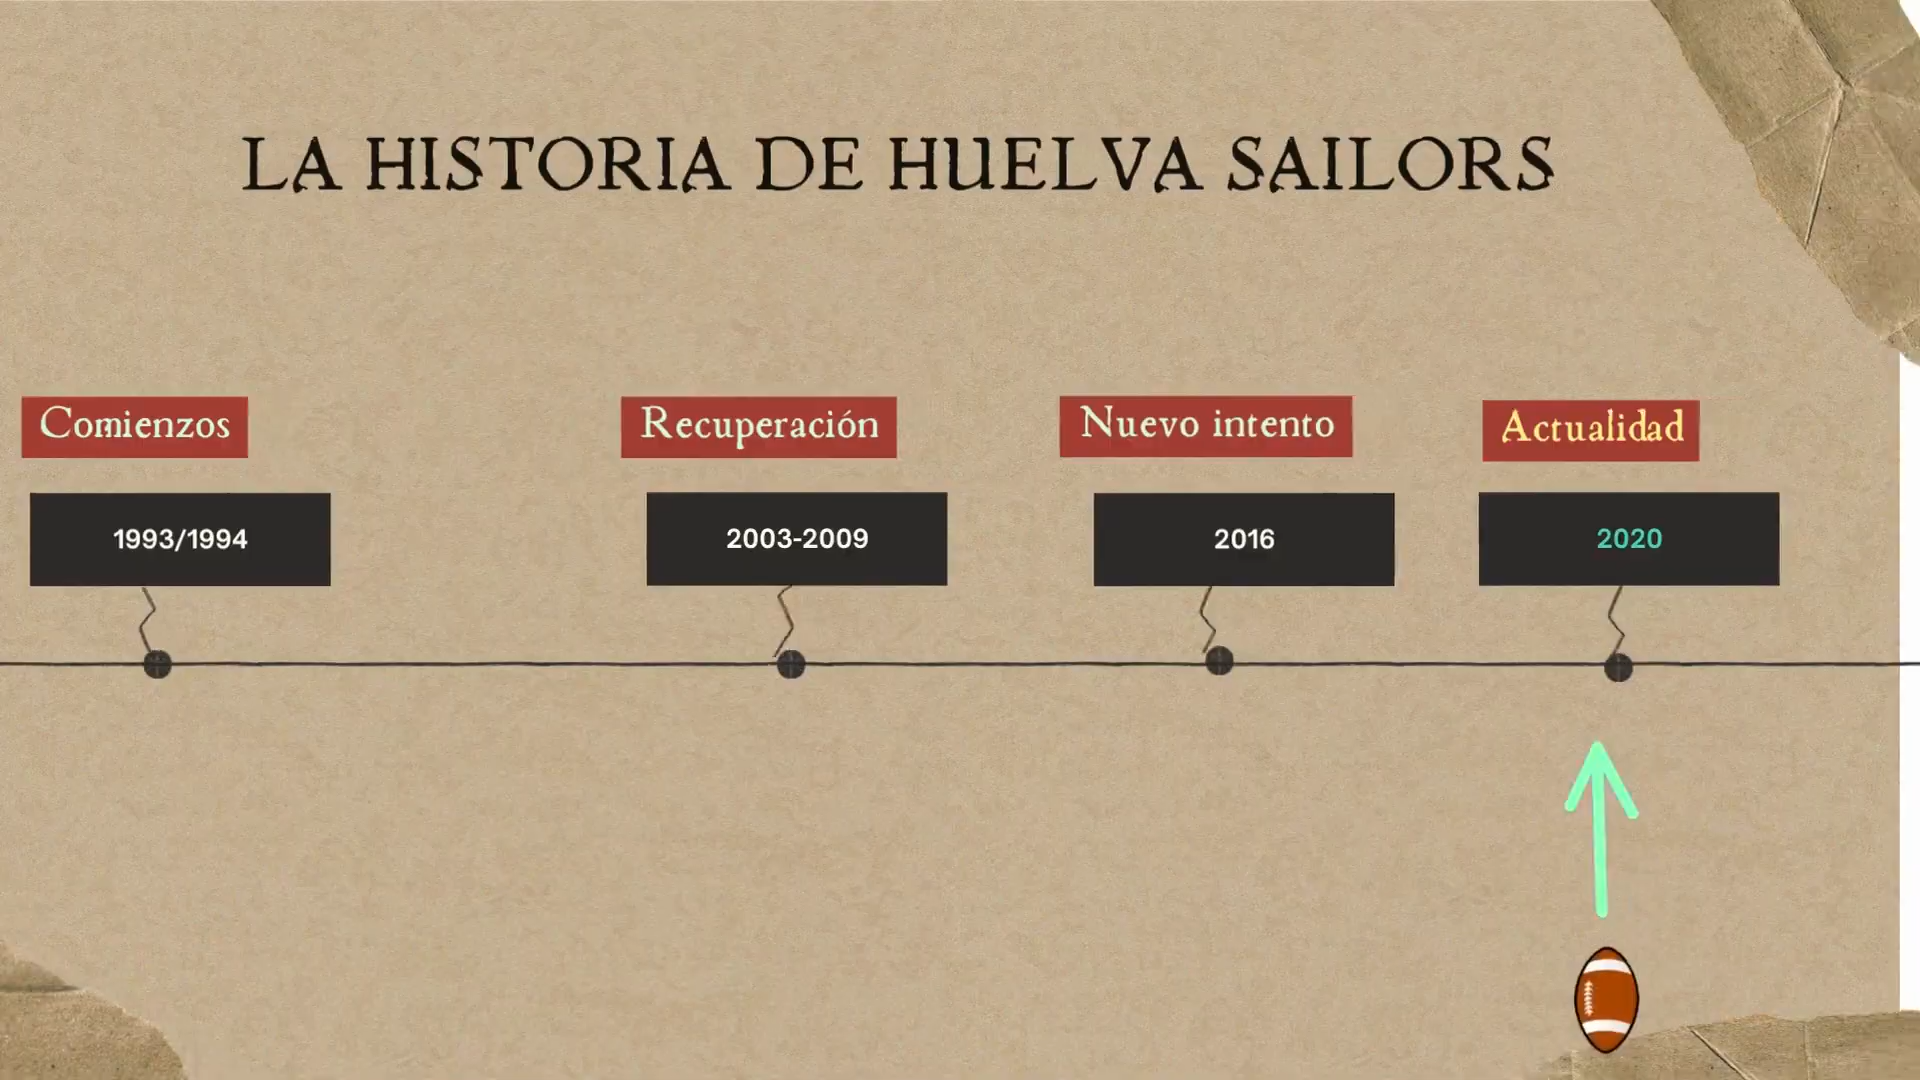 LA HISTORIA DE HUELVA SAILORS
Comienzos
Recuperación
Nuevo intento
Actualidad
1993/1994
2003-2009
2016
2020